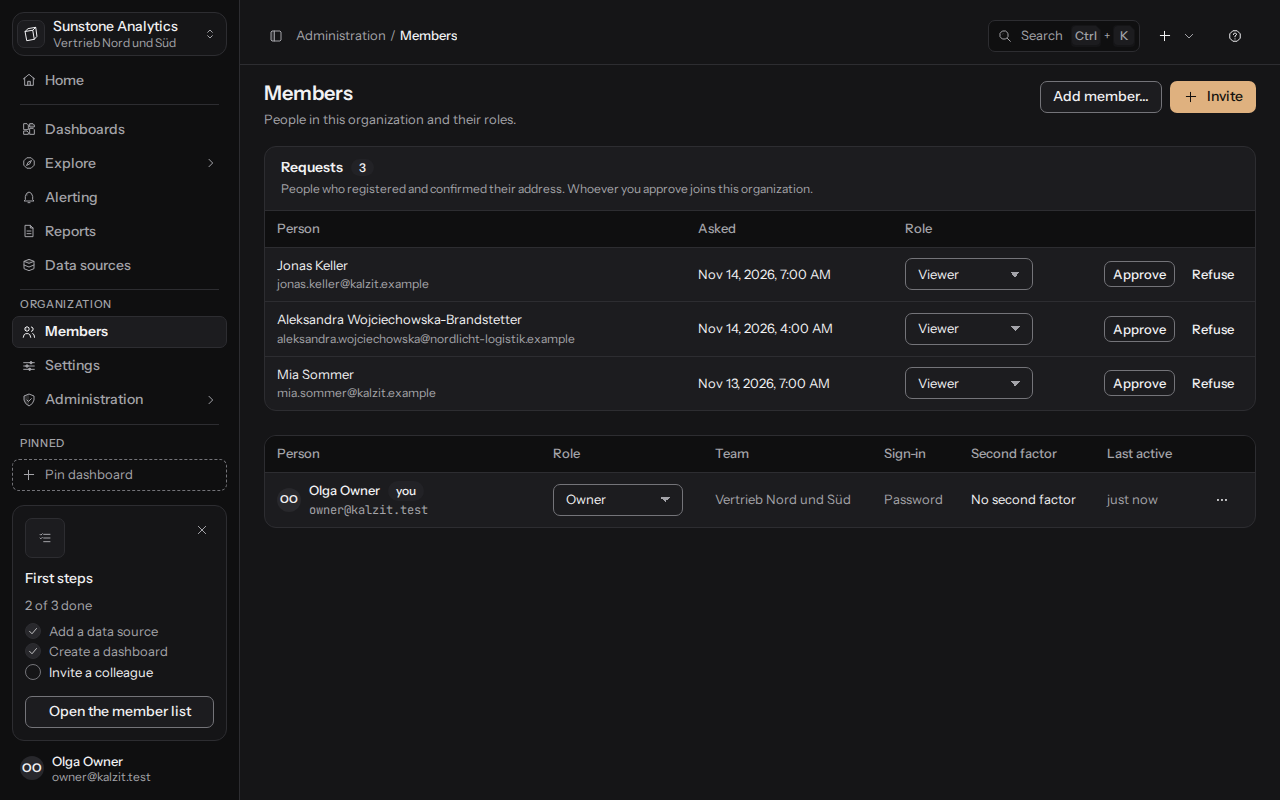 Sunstone Analytics
Vertrieb Nord und Süd
Home
Dashboards
Explore
Alerting
Reports
Data sources
ORGANIZATION
Members
Settings
Administration
PINNED
Pin dashboard
First steps
2 of 3 done
Add a data source
Create a dashboard
Invite a colleague
Open the member list
OO
Olga Owner
owner@kalzit.test
Administration / Members
Search Ctrl + K
Members
People in this organization and their roles.
Add member...
Invite
Requests 3
People who registered and confirmed their address. Whoever you approve joins this organization.
Person Asked Role
Jonas Keller
jonas.keller@kalzit.example
Nov 14, 2026, 7:00 AM Viewer Approve Refuse
Aleksandra Wojciechowska-Brandstetter
aleksandra.wojciechowska@nordlicht-logistik.example
Nov 14, 2026, 4:00 AM Viewer Approve Refuse
Mia Sommer
mia.sommer@kalzit.example
Nov 13, 2026, 7:00 AM Viewer Approve Refuse
Person Role Team Sign-in Second factor Last active
OO Olga Owner you
owner@kalzit.test
Owner Vertrieb Nord und Süd Password No second factor just now